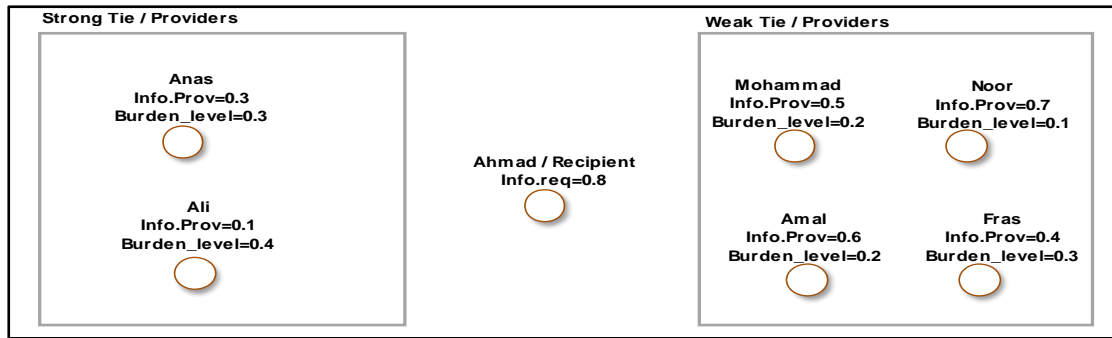 Strong Tie / Providers
Anas
Info.Prov=0.3
Burden_level=0.3
Ali
Info.Prov=0.1
Burden_level=0.4
Ahmad / Recipient
Info.req=0.8
Weak Tie / Providers
Mohammad
Info.Prov=0.5
Burden_level=0.2
Noor
Info.Prov=0.7
Burden_level=0.1
Amal
Info.Prov=0.6
Burden_level=0.2
Fras
Info.Prov=0.4
Burden_level=0.3